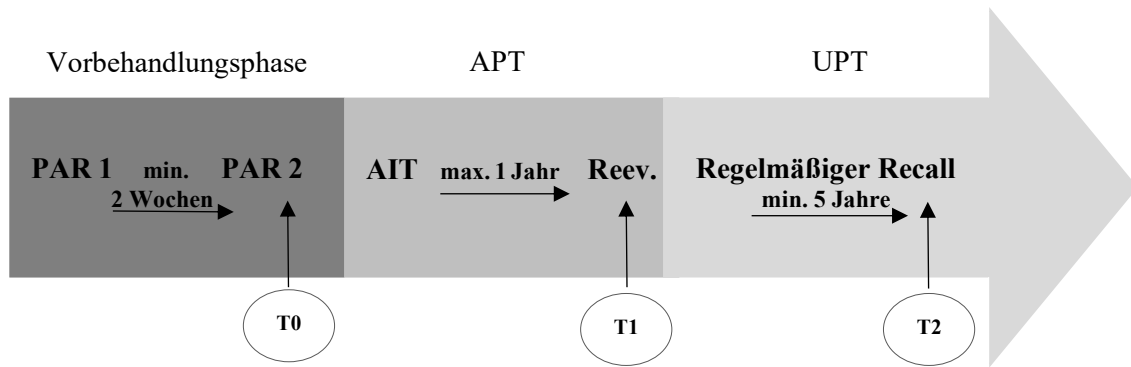 Vorbehandlungsphase APT UPT
PAR 1 min. PAR 2 AIT max. 1 Jahr Reev. Regelmäßiger Recall
2 Wochen min. 5 Jahre
T0 T1 T2